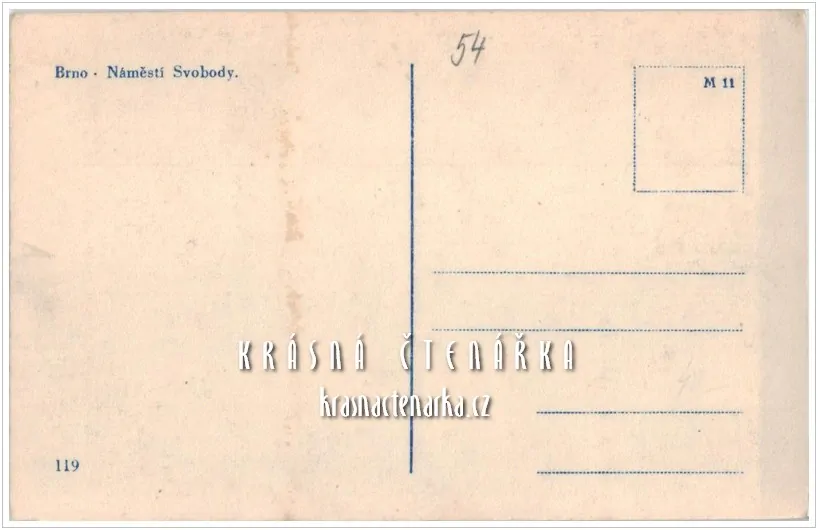 54
Brno · Náměstí Svobody.
M 11
KRÁSNÁ ČTENÁŘKA
krasnactenarka.cz
119